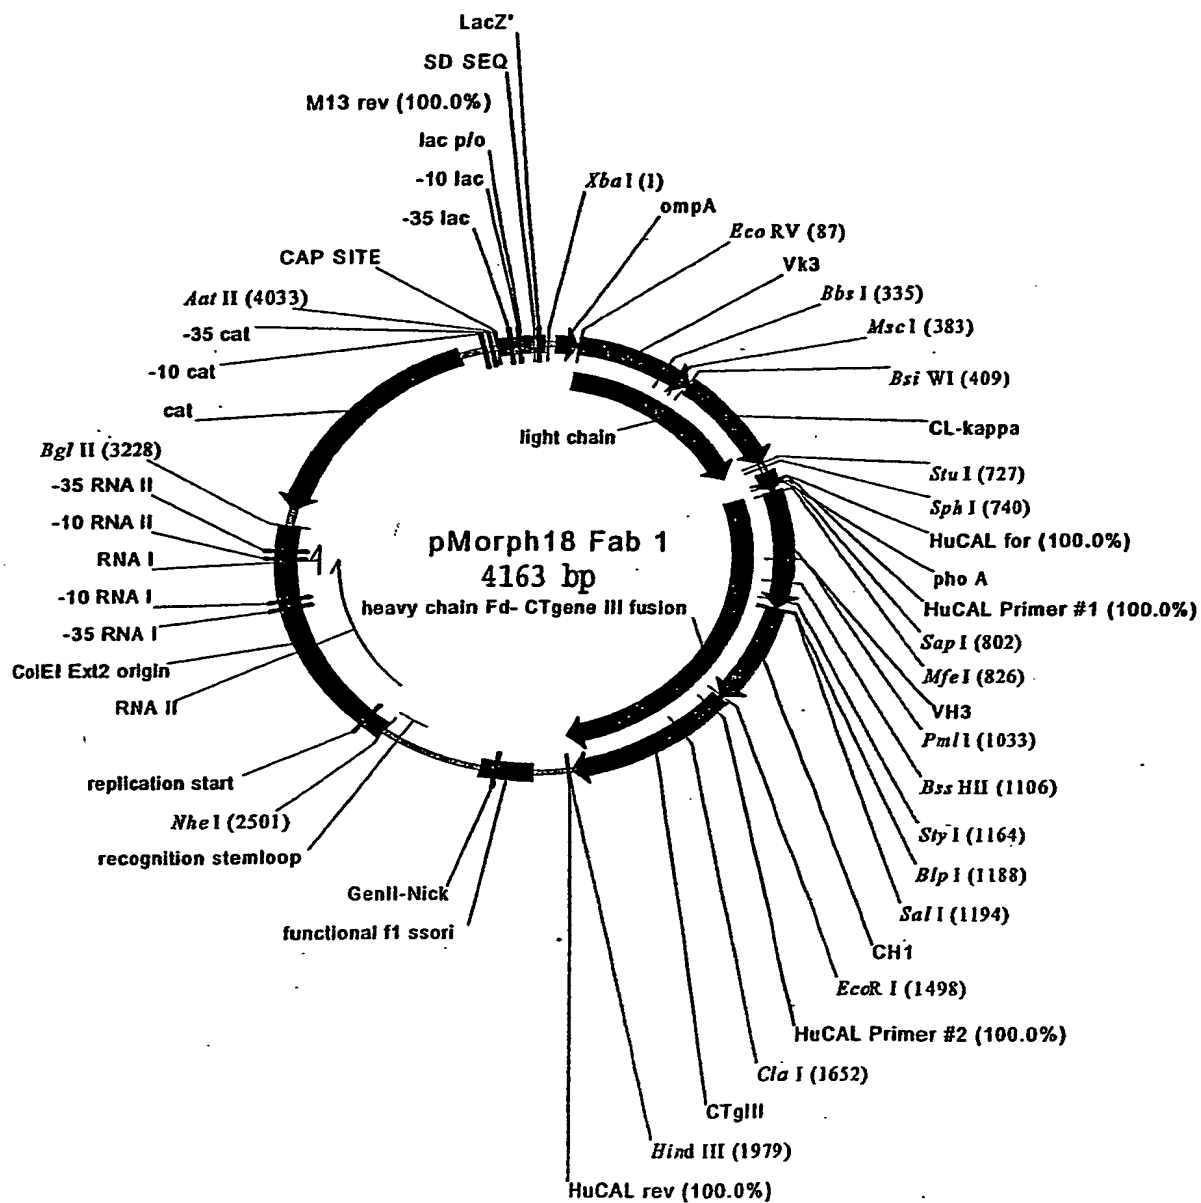 LacZ'
SD SEQ
M13 rev (100.0%)
lac p/o
-10 lac
-35 lac
CAP SITE
Aat II (4033)
-35 cat
-10 cat
cat
Bgl II (3228)
-35 RNA II
-10 RNA II
RNA I
-10 RNA I
-35 RNA I
ColEI Ext2 origin
RNA II
replication start
Nhe I (2501)
recognition stemloop
GenII-Nick
functional f1 ssori
Xba I (1)
ompA
Eco RV (87)
Vk3
Bbs I (335)
Msc I (383)
Bsi WI (409)
CL-kappa
Stu I (727)
Sph I (740)
HuCAL for (100.0%)
pho A
HuCAL Primer #1 (100.0%)
Sap I (802)
Mfe I (826)
VH3
Pml I (1033)
Bss HII (1106)
Sty I (1164)
Blp I (1188)
Sal I (1194)
CH1
EcoR I (1498)
HuCAL Primer #2 (100.0%)
Cla I (1652)
CTgIII
Hind III (1979)
HuCAL rev (100.0%)
light chain
pMorph18 Fab 1
4163 bp
heavy chain Fd- CTgene III fusion